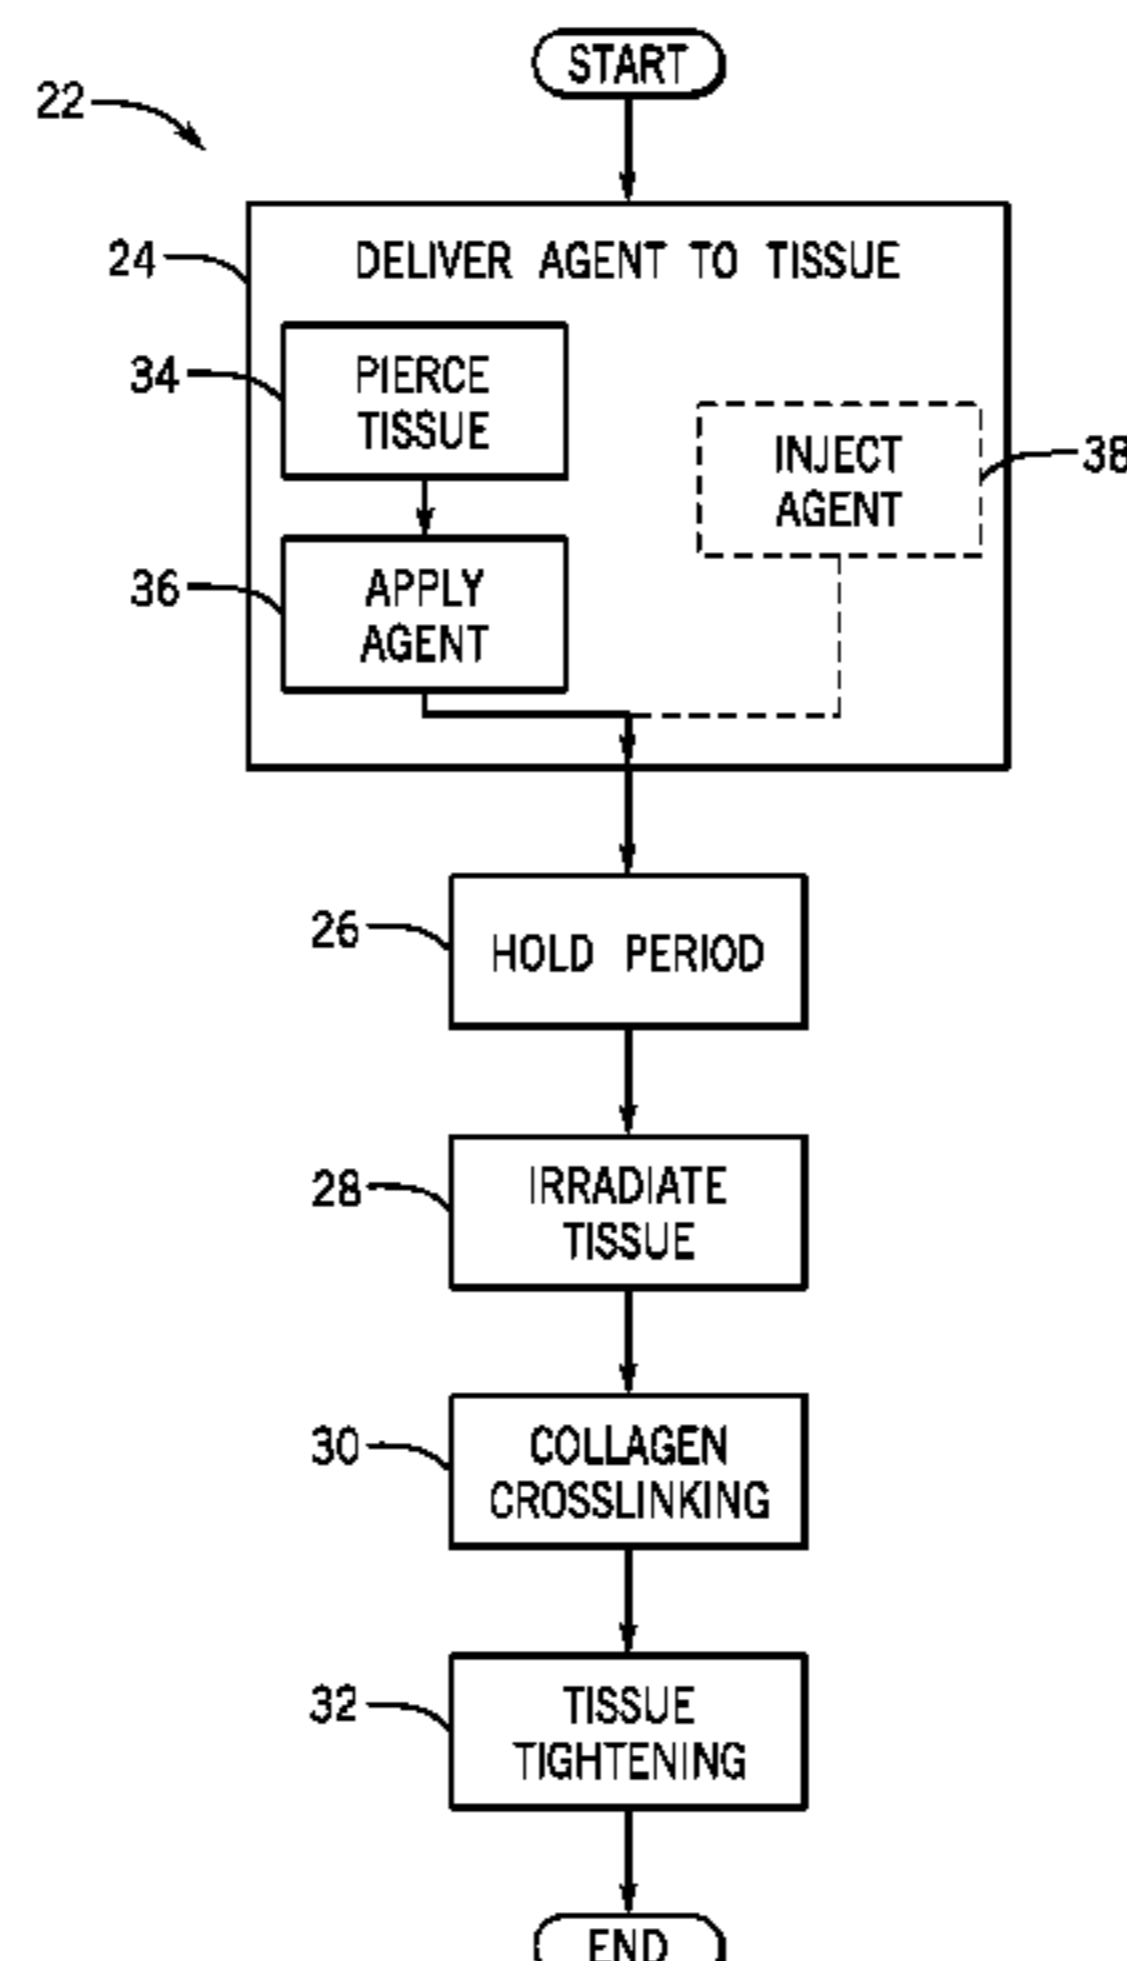 START
22
24
DELIVER AGENT TO TISSUE
34
PIERCE
TISSUE
INJECT
AGENT
38
36
APPLY
AGENT
26
HOLD PERIOD
28
IRRADIATE
TISSUE
30
COLLAGEN
CROSSLINKING
32
TISSUE
TIGHTENING
END